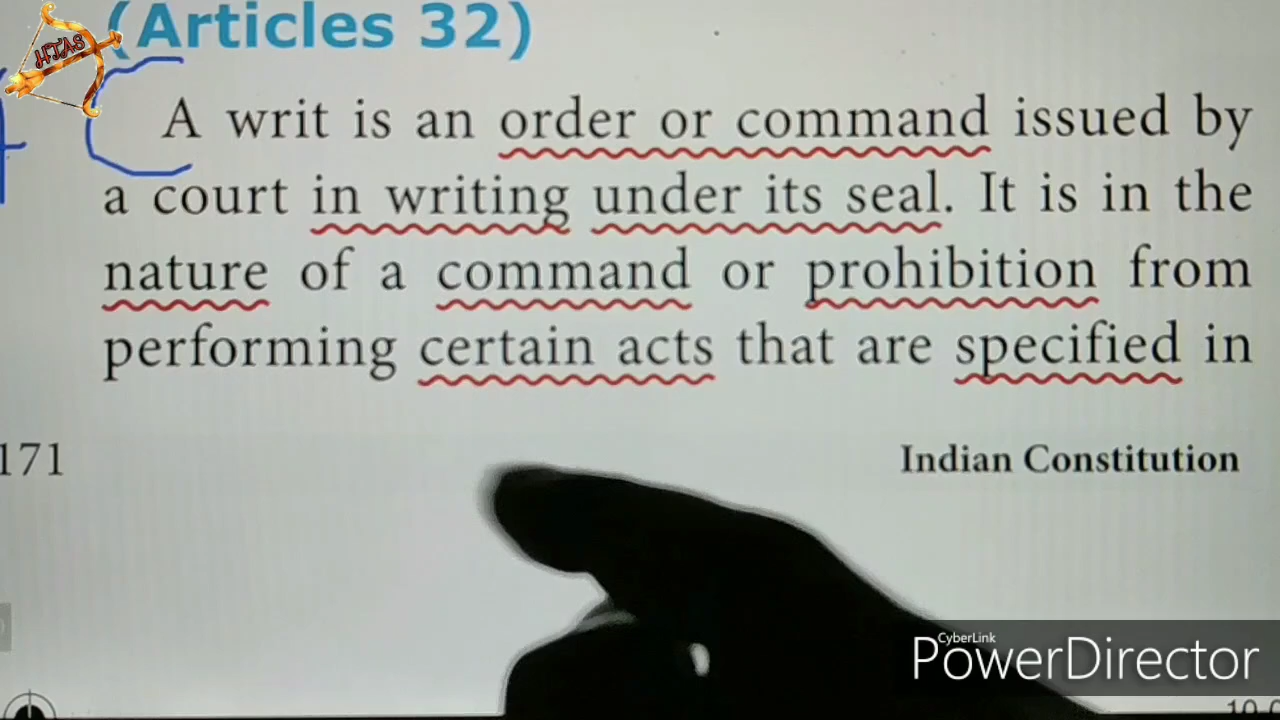 HTAS
(Articles 32)
A writ is an order or command issued by
a court in writing under its seal. It is in the
nature of a command or prohibition from
performing certain acts that are specified in
171
Indian Constitution
CyberLink
PowerDirector